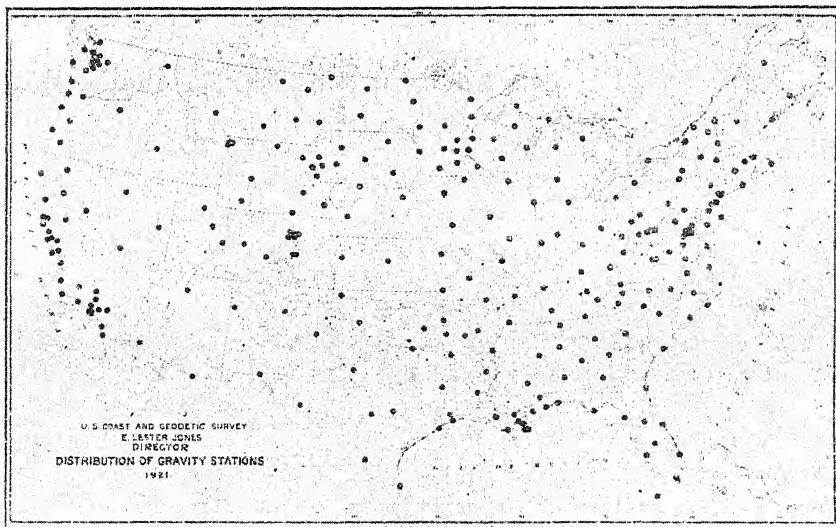 U. S. COAST AND GEODETIC SURVEY
E. LESTER JONES
DIRECTOR
DISTRIBUTION OF GRAVITY STATIONS
1921